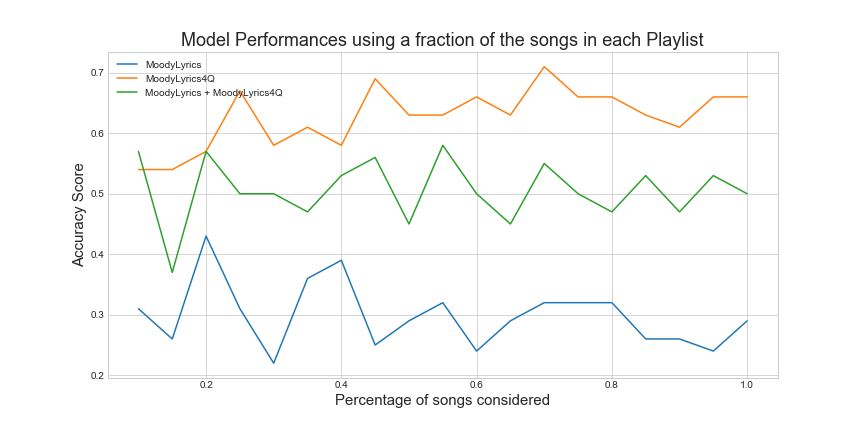 Model Performances using a fraction of the songs in each Playlist
MoodyLyrics
MoodyLyrics4Q
MoodyLyrics + MoodyLyrics4Q
Accuracy Score
0.7
0.6
0.5
0.4
0.3
0.2
0.2 0.4 0.6 0.8 1.0
Percentage of songs considered